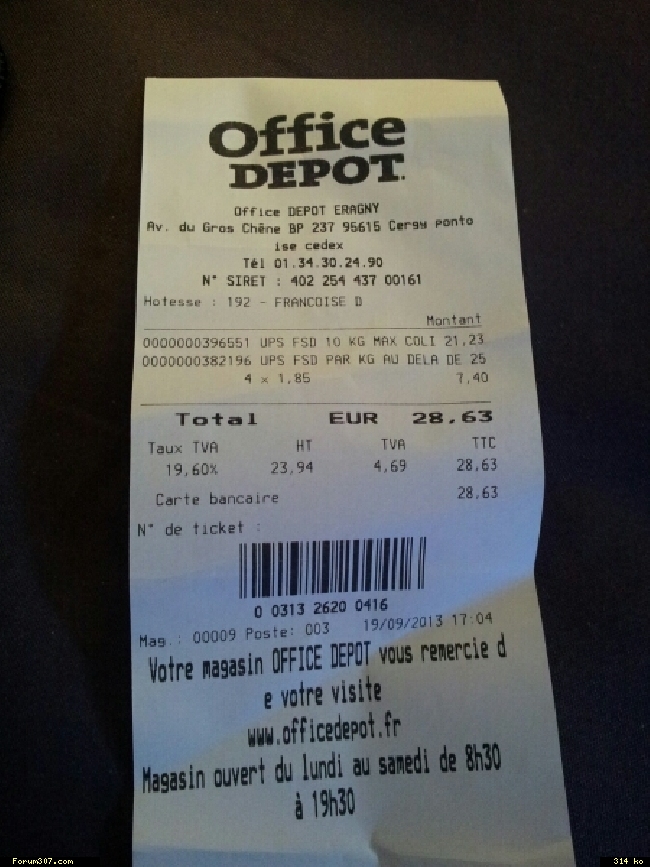 Office
DEPOT.
Office DEPOT ERAGNY
Av. du Gros Chêne BP 237 95615 Cergy ponto
ise cedex
Tél 01.34.30.24.90
N° SIRET : 402 254 437 00161
Hotesse : 192 - FRANCOISE D
Montant
0000000396551 UPS FSD 10 KG MAX COLI 21,23
0000000382196 UPS FSD PAR KG AU DELA DE 25
4 x 1,85 7,40
Total EUR 28,63
Taux TVA HT TVA TTC
19,60% 23,94 4,69 28,63
Carte bancaire 28,63
N° de ticket :
0 0313 2620 0416
Mag.: 00009 Poste: 003 19/09/2013 17:04
Votre magasin OFFICE DEPOT vous remercie d
e votre visite
www.officedepot.fr
Magasin ouvert du lundi au samedi de 8h30
à 19h30
Forum307.com 314 ko